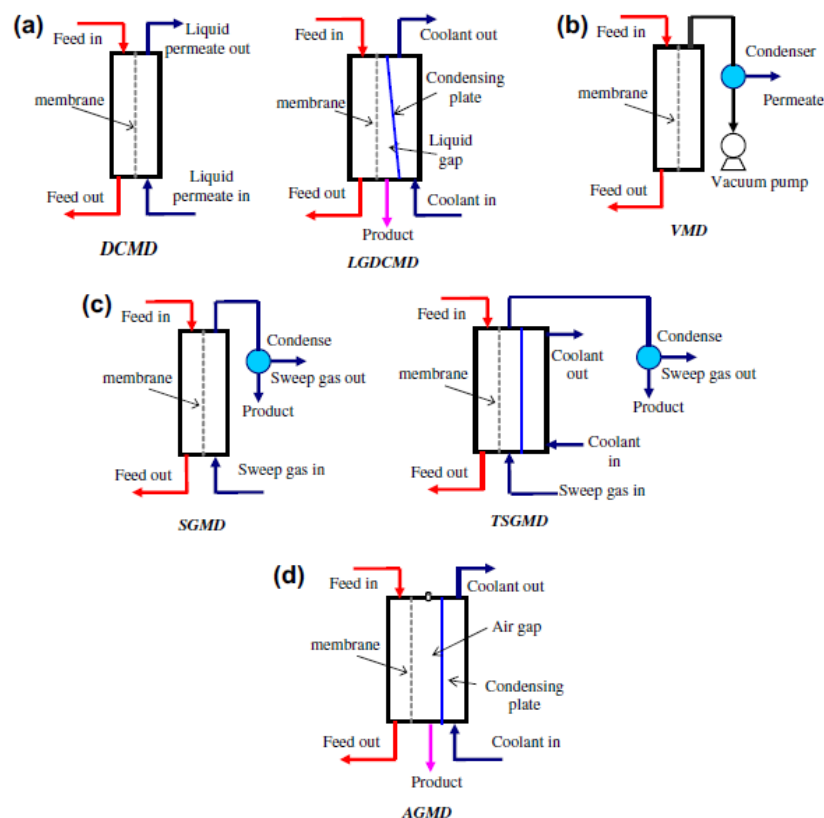 (a)
Feed in
Liquid
permeate out
membrane
Liquid
permeate in
Feed out
DCMD
Feed in
Coolant out
Condensing
plate
membrane
Liquid
gap
Feed out
Coolant in
Product
LGDCMD
(b)
Feed in
Condenser
membrane
Permeate
Vacuum pump
Feed out
VMD
(c)
Feed in
Condense
membrane
Sweep gas out
Product
Feed out
Sweep gas in
SGMD
Feed in
Condense
Coolant
out
Sweep gas out
membrane
Product
Coolant
in
Feed out
Sweep gas in
TSGMD
(d)
Feed in
Coolant out
Air gap
membrane
Condensing
plate
Feed out
Coolant in
Product
AGMD